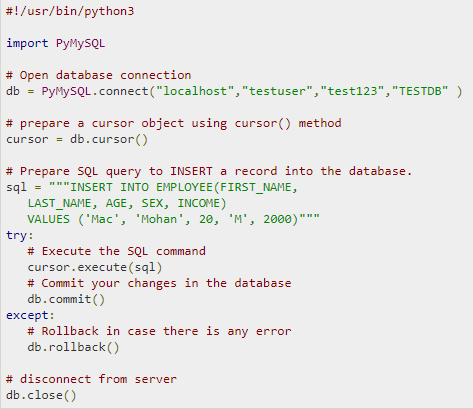 #!/usr/bin/python3
import PyMySQL
# Open database connection
db = PyMySQL.connect("localhost","testuser","test123","TESTDB" )
# prepare a cursor object using cursor() method
cursor = db.cursor()
# Prepare SQL query to INSERT a record into the database.
sql = """INSERT INTO EMPLOYEE(FIRST_NAME,
   LAST_NAME, AGE, SEX, INCOME)
   VALUES ('Mac', 'Mohan', 20, 'M', 2000)"""
try:
   # Execute the SQL command
   cursor.execute(sql)
   # Commit your changes in the database
   db.commit()
except:
   # Rollback in case there is any error
   db.rollback()
# disconnect from server
db.close()